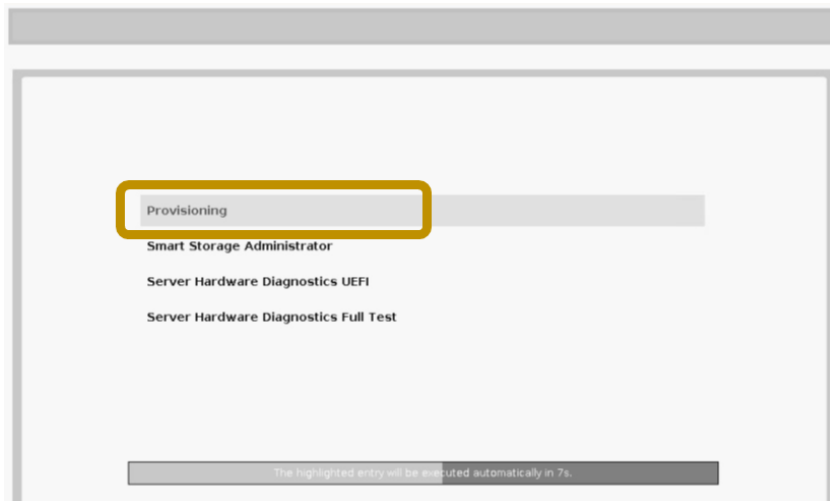 Provisioning
Smart Storage Administrator
Server Hardware Diagnostics UEFI
Server Hardware Diagnostics Full Test
The highlighted entry will be executed automatically in 7s.